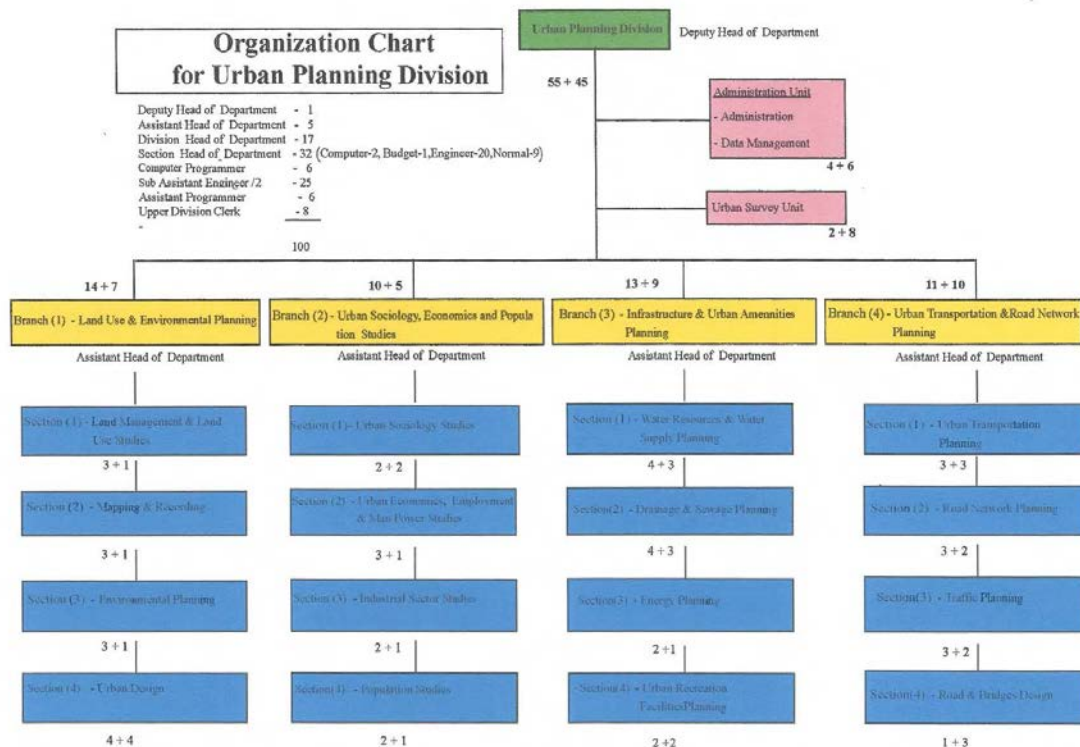 Organization Chart
for Urban Planning Division
Urban Planning Division
Deputy Head of Department
55 + 45
Deputy Head of Department - 1
Assistant Head of Department - 5
Division Head of Department - 17
Section Head of Department - 32 (Computer-2, Budget-1,Engineer-20,Normal-9)
Computer Programmer - 6
Sub Assistant Engineer /2 - 25
Assistant Programmer - 6
Upper Division Clerk - 8
-
100
Administration Unit
- Administration
- Data Management
4 + 6
Urban Survey Unit
2 + 8
14 + 7
Branch (1) - Land Use & Environmental Planning
Assistant Head of Department
Section (1) - Land Management & Land
Use Studies
3 + 1
Section (2) - Mapping & Recording
3 + 1
Section (3) - Environmental Planning
3 + 1
Section (4) - Urban Design
4 + 4
10 + 5
Branch (2) - Urban Sociology, Economics and Popula
tion Studies
Assistant Head of Department
Section (1)- Urban Sociology Studies
2 + 2
Section (2) - Urban Economics, Employment
& Man Power Studies
3 + 1
Section (3) - Industrial Sector Studies
2 + 1
Section(4) - Population Studies
2 + 1
13 + 9
Branch (3) - Infrastructure & Urban Amennities
Planning
Assistant Head of Department
Section (1) - Water Resources & Water
Supply Planning
4 + 3
Section(2) - Drainage & Sewage Planning
4 + 3
Section(3) - Energy Planning
2 +1
Section(4) - Urban Recreation
FacilitiesPlanning
2 +2
11 + 10
Branch (4) - Urban Transportation &Road Network
Planning
Assistant Head of Department
Section (1) - Urban Transportation
Planning
3 + 3
Section (2) - Road Network Planning
3 + 2
Section(3) - Traffic Planning
3 + 2
Section(4) - Road & Bridges Design
1 + 3